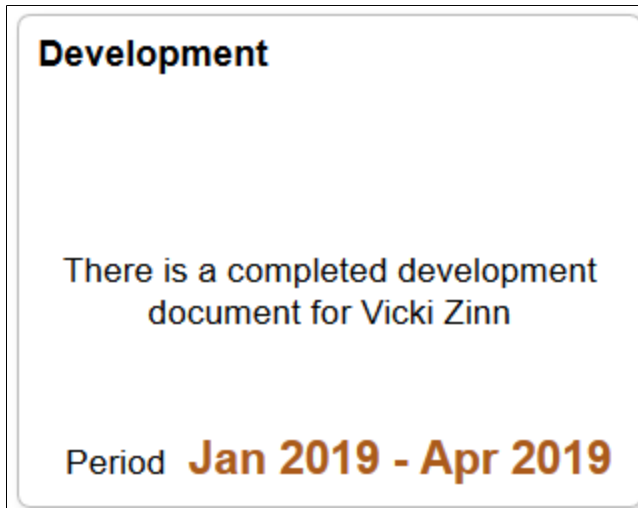 Development
There is a completed development
document for Vicki Zinn
Period Jan 2019 - Apr 2019